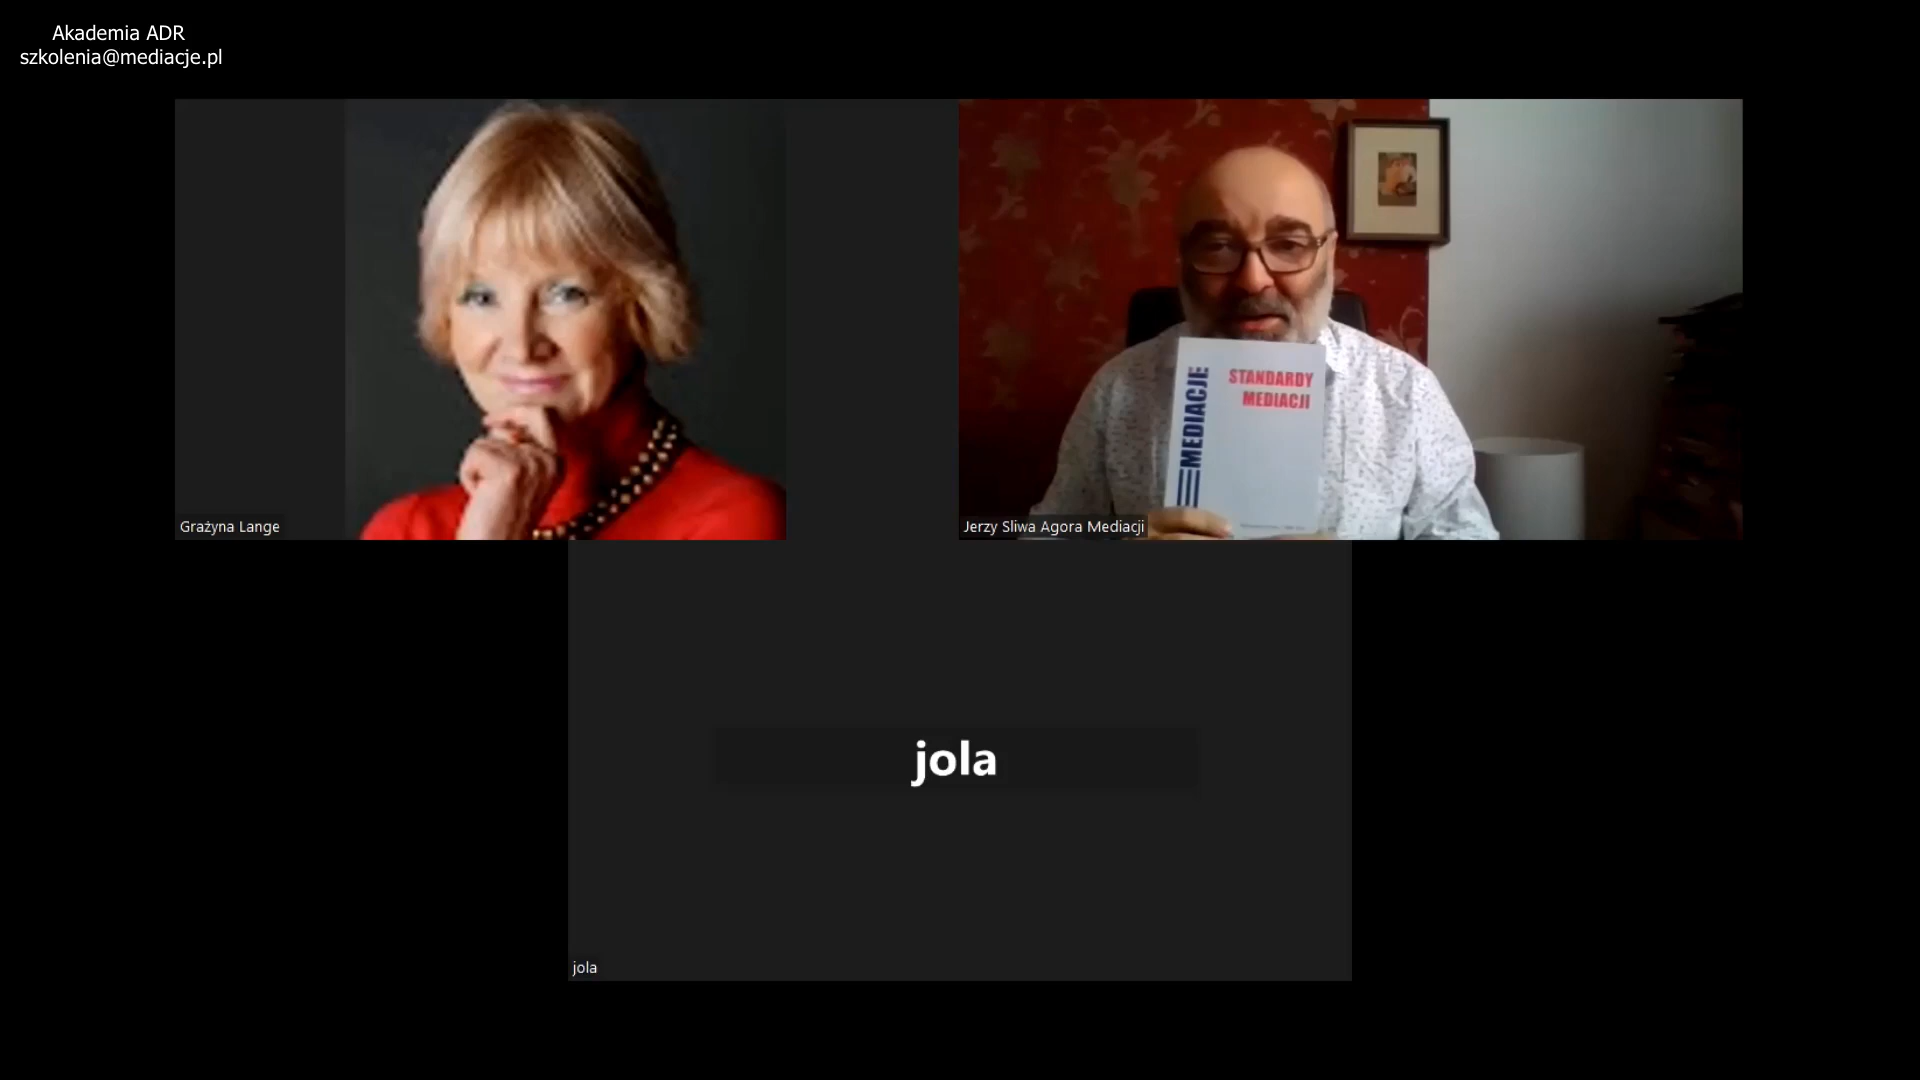 Akademia ADR
szkolenia@mediacje.pl
MEDIACJE
STANDARDY
MEDIACJI
Grażyna Lange
Jerzy Sliwa Agora Mediacji
jola
jola